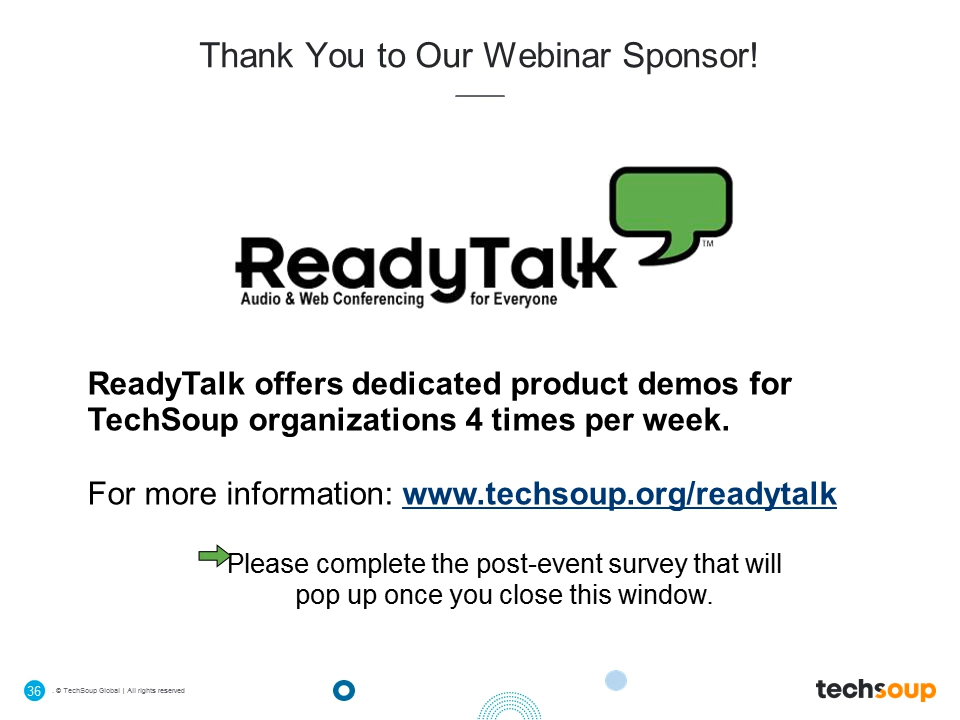 Thank You to Our Webinar Sponsor!
ReadyTalk
TM
Audio & Web Conferencing for Everyone
ReadyTalk offers dedicated product demos for
TechSoup organizations 4 times per week.
For more information: www.techsoup.org/readytalk
Please complete the post-event survey that will
pop up once you close this window.
36 . © TechSoup Global | All rights reserved
techsoup